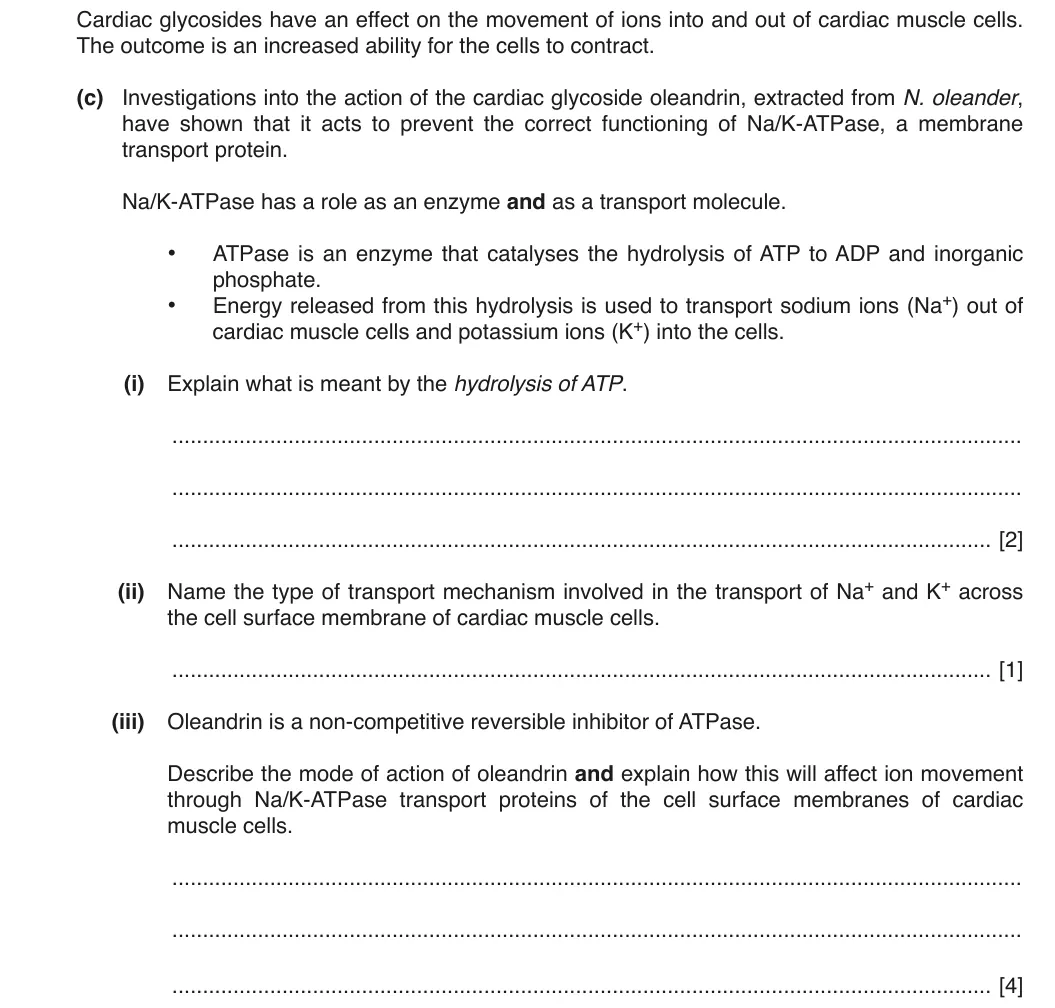 Cardiac glycosides have an effect on the movement of ions into and out of cardiac muscle cells.
The outcome is an increased ability for the cells to contract.
(c) Investigations into the action of the cardiac glycoside oleandrin, extracted from N. oleander,
have shown that it acts to prevent the correct functioning of Na/K-ATPase, a membrane
transport protein.
Na/K-ATPase has a role as an enzyme and as a transport molecule.
• ATPase is an enzyme that catalyses the hydrolysis of ATP to ADP and inorganic
phosphate.
• Energy released from this hydrolysis is used to transport sodium ions (Na⁺) out of
cardiac muscle cells and potassium ions (K⁺) into the cells.
(i) Explain what is meant by the hydrolysis of ATP.
[2]
(ii) Name the type of transport mechanism involved in the transport of Na⁺ and K⁺ across
the cell surface membrane of cardiac muscle cells.
[1]
(iii) Oleandrin is a non-competitive reversible inhibitor of ATPase.
Describe the mode of action of oleandrin and explain how this will affect ion movement
through Na/K-ATPase transport proteins of the cell surface membranes of cardiac
muscle cells.
[4]